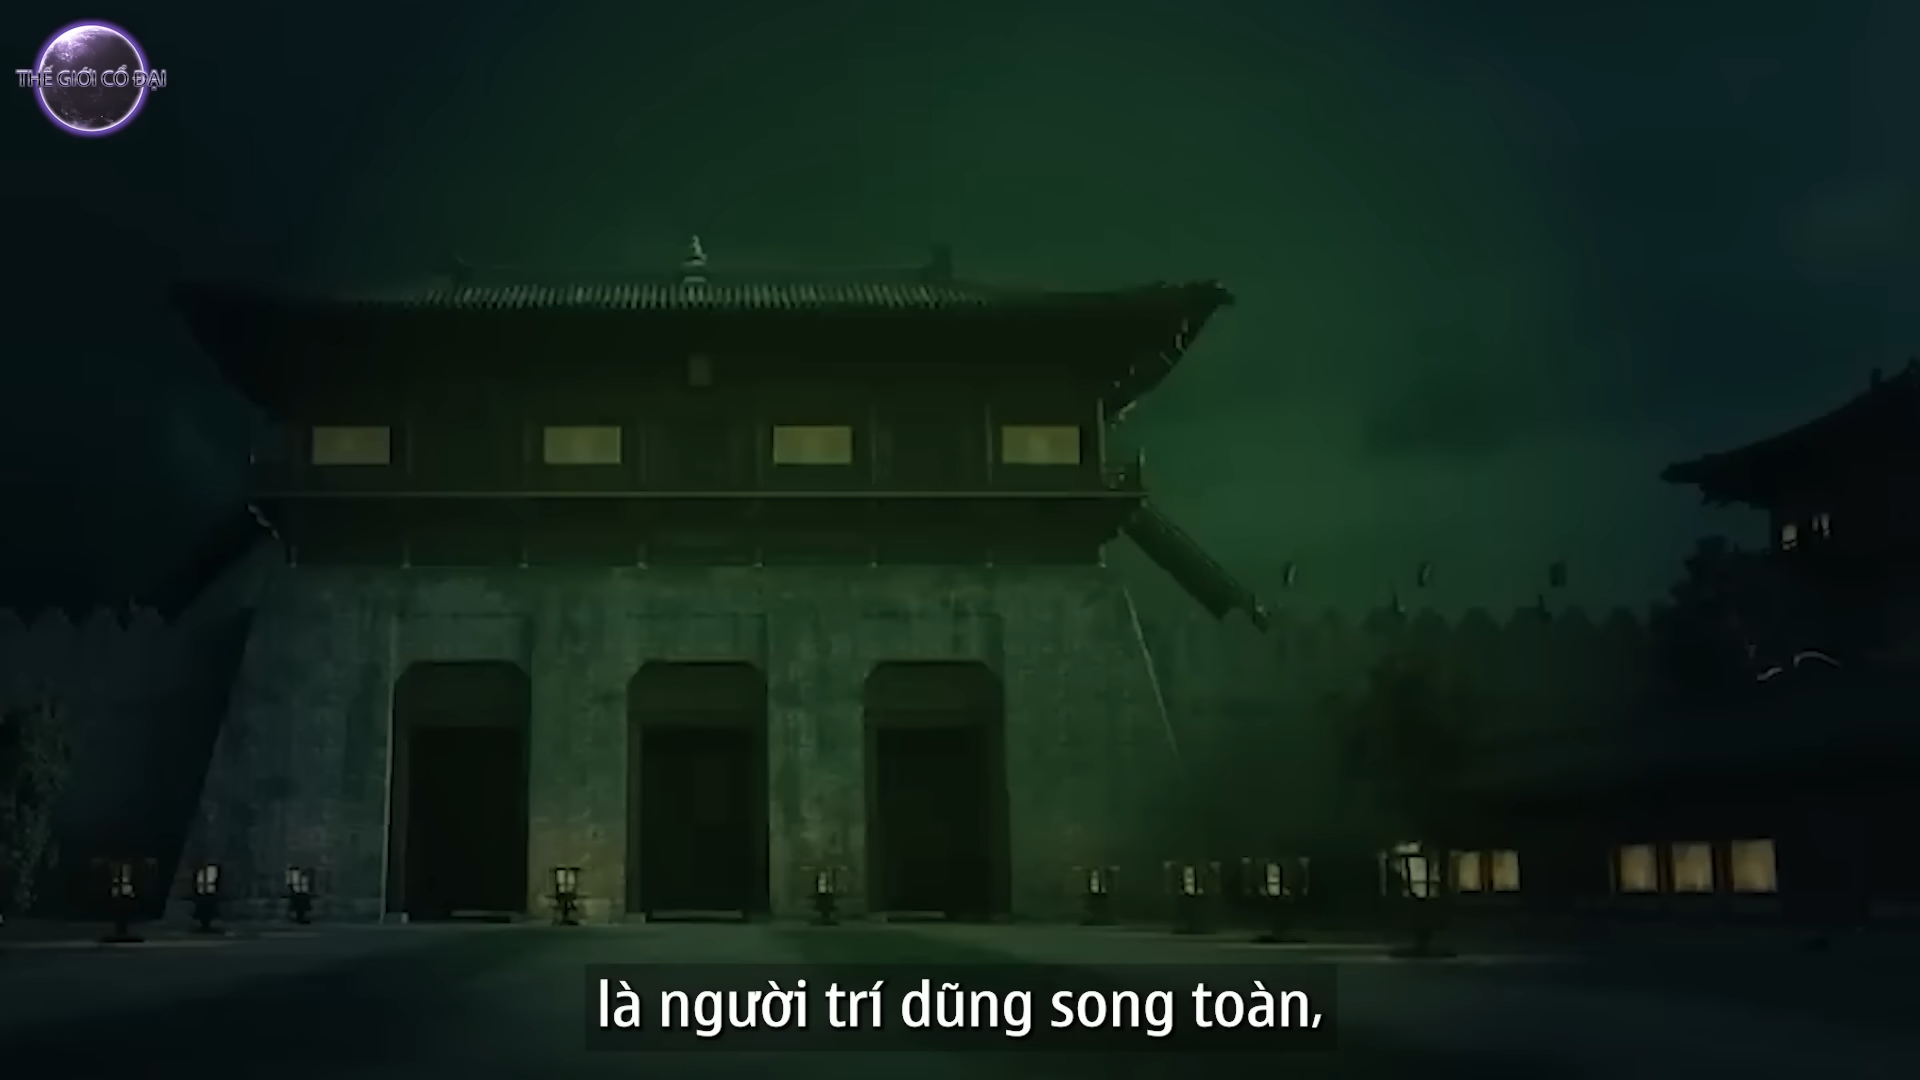 THẾ GIỚI CỔ ĐẠI
là người trí dũng song toàn,